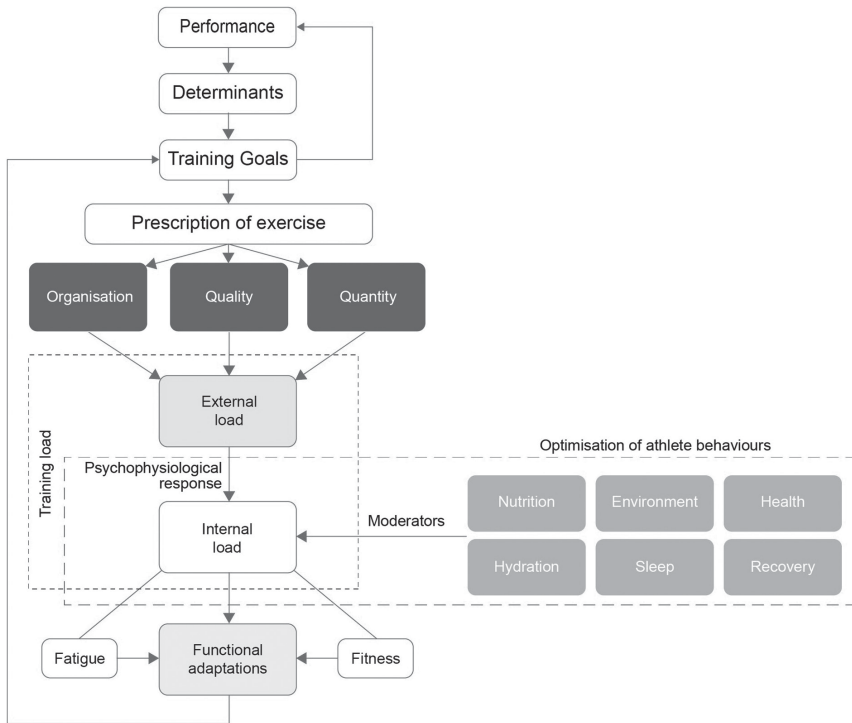 Performance
Determinants
Training Goals
Prescription of exercise
Organisation
Quality
Quantity
Training load
External
load
Psychophysiological
response
Internal
load
Moderators
Optimisation of athlete behaviours
Nutrition
Environment
Health
Hydration
Sleep
Recovery
Fatigue
Functional
adaptations
Fitness